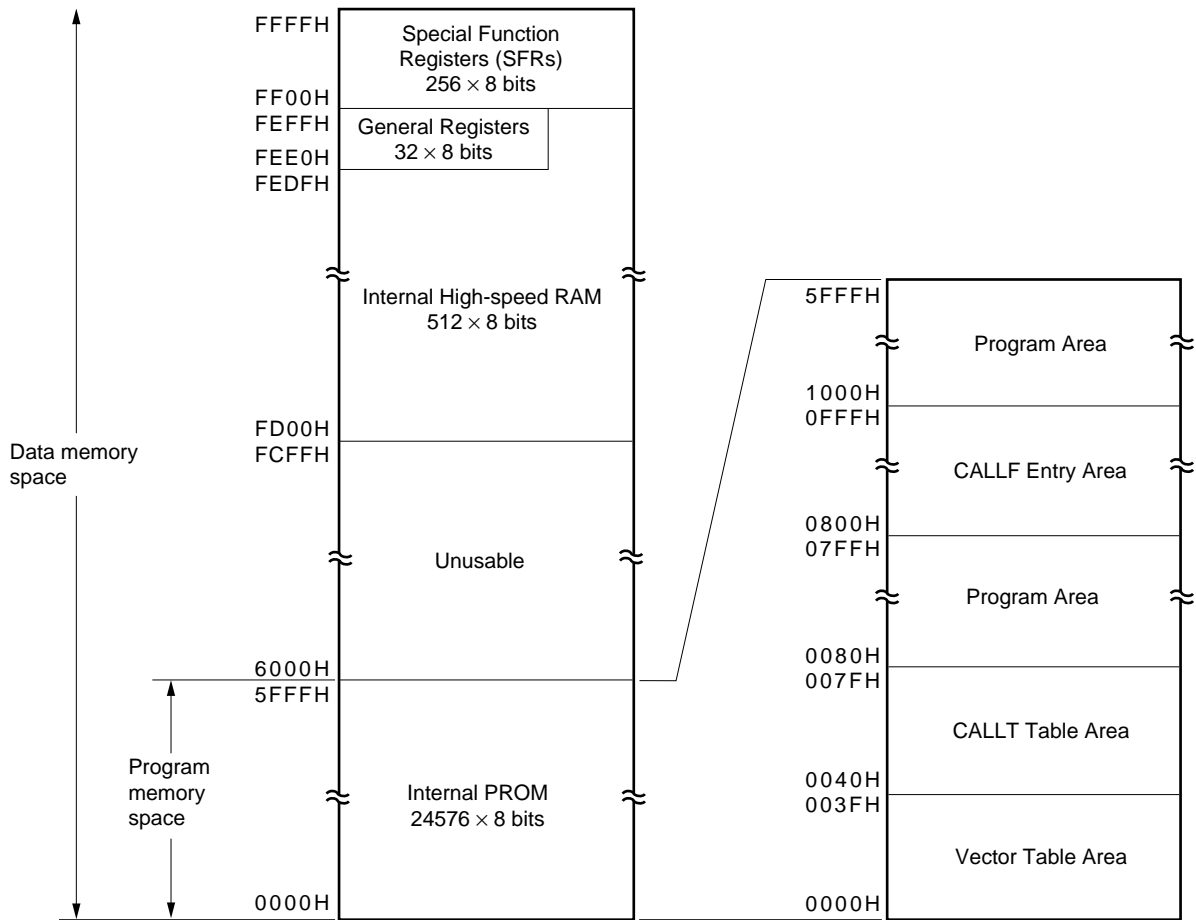 FFFFH
Special Function
Registers (SFRs)
256 × 8 bits
FF00H
FEFFH
General Registers
32 × 8 bits
FEE0H
FEDFH
Internal High-speed RAM
512 × 8 bits
FD00H
FCFFH
Data memory
space
Unusable
6000H
5FFFH
Program
memory
space
Internal PROM
24576 × 8 bits
0000H
5FFFH
Program Area
1000H
0FFFH
CALLF Entry Area
0800H
07FFH
Program Area
0080H
007FH
CALLT Table Area
0040H
003FH
Vector Table Area
0000H